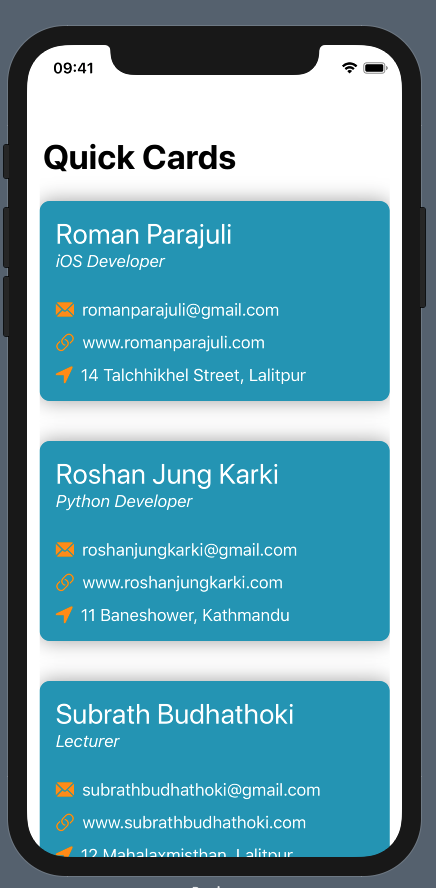 09:41
Quick Cards
Roman Parajuli
iOS Developer
romanparajuli@gmail.com
www.romanparajuli.com
14 Talchhikhel Street, Lalitpur
Roshan Jung Karki
Python Developer
roshanjungkarki@gmail.com
www.roshanjungkarki.com
11 Baneshower, Kathmandu
Subrath Budhathoki
Lecturer
subrathbudhathoki@gmail.com
www.subrathbudhathoki.com
12 Mahalaxmisthan, Lalitpur